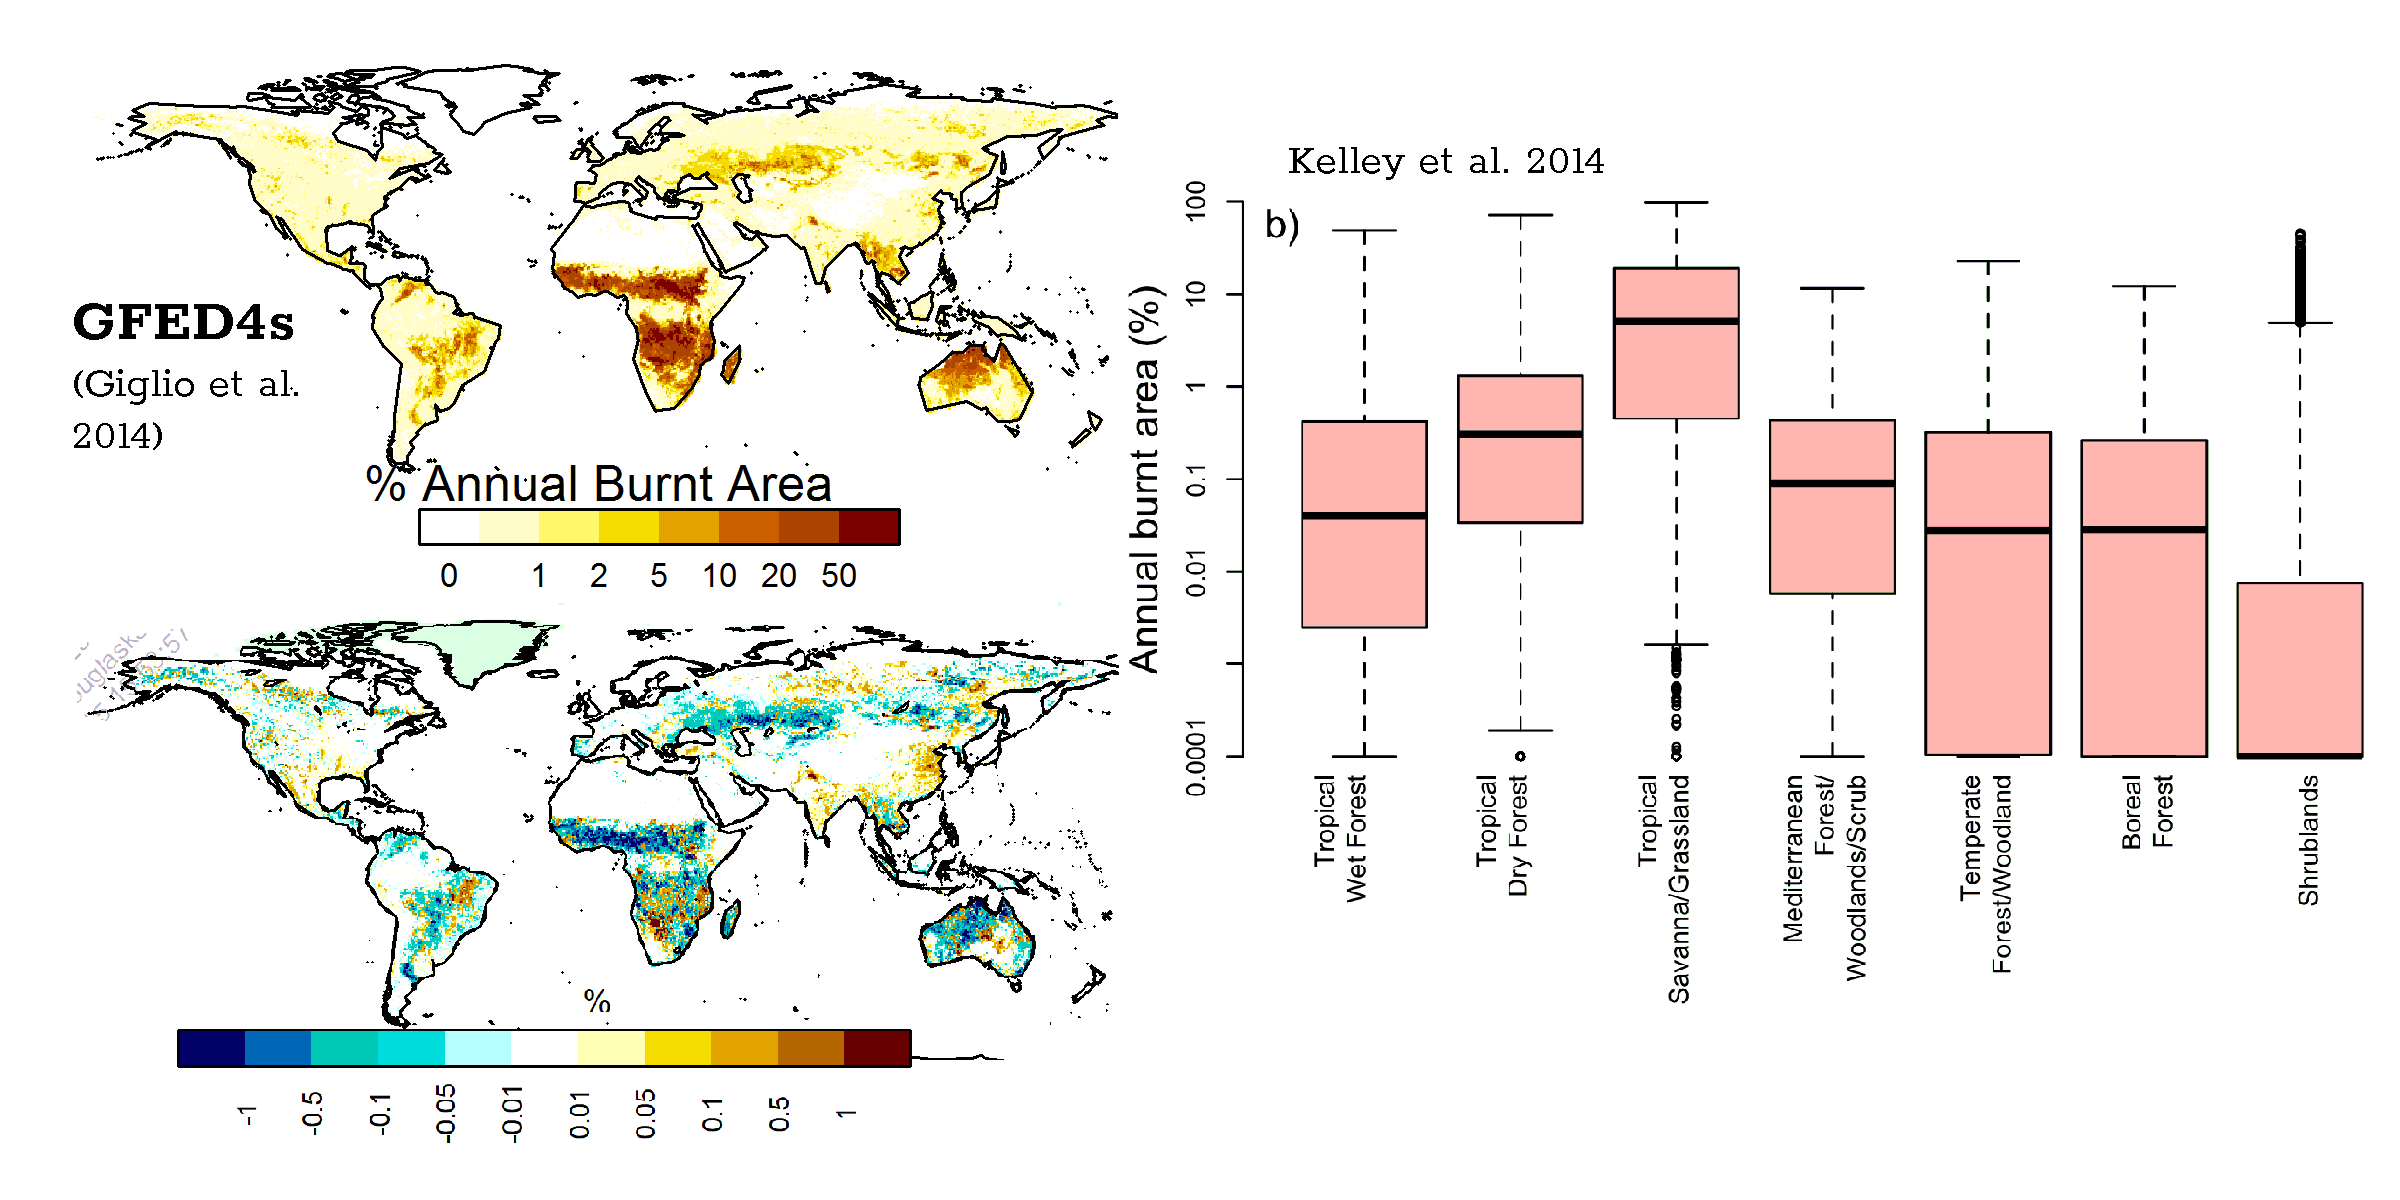 GFED4s
(Giglio et al.
2014)
% Annual Burnt Area
0 1 2 5 10 20 50
%
-1 -0.5 -0.1 -0.05 -0.01 0.01 0.05 0.1 0.5 1
Kelley et al. 2014
b)
Annual burnt area (%)
100
10
1
0.1
0.01
0.0001
Tropical
Wet Forest
Tropical
Dry Forest
Tropical
Savanna/Grassland
Mediterranean
Forest/
Woodlands/Scrub
Temperate
Forest/Woodland
Boreal
Forest
Shrublands